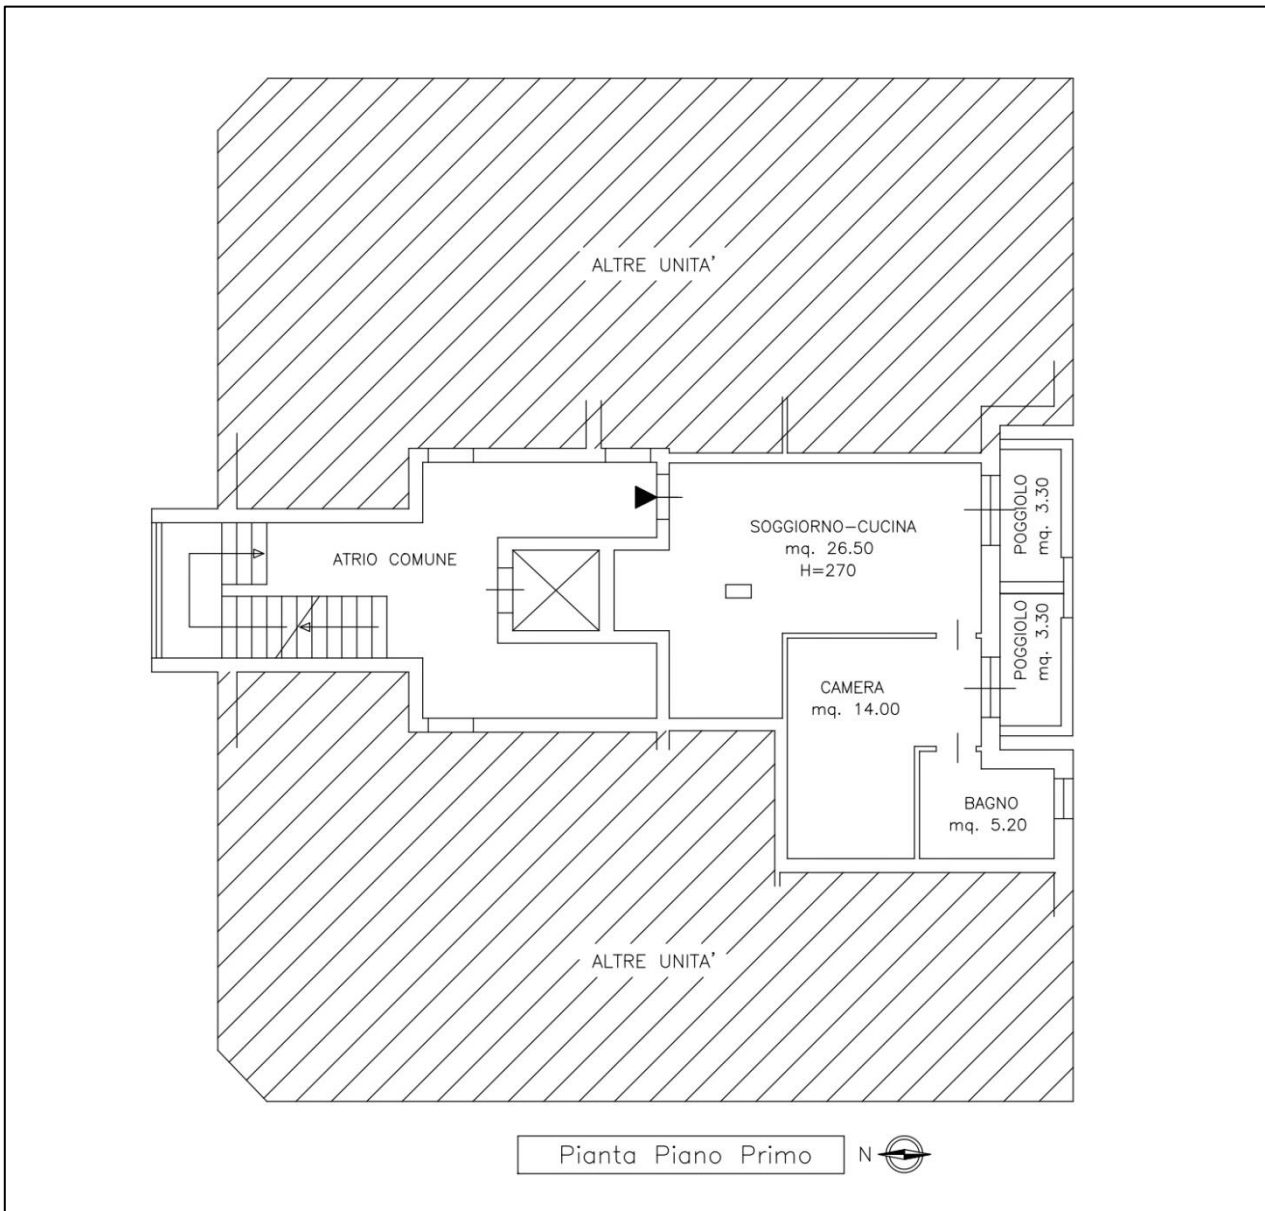 ALTRE UNITA'
ATRIO COMUNE
SOGGIORNO-CUCINA
mq. 26.50
H=270
POGGIOLO
mq. 3.30
POGGIOLO
mq. 3.30
CAMERA
mq. 14.00
BAGNO
mq. 5.20
ALTRE UNITA'
Pianta Piano Primo
N